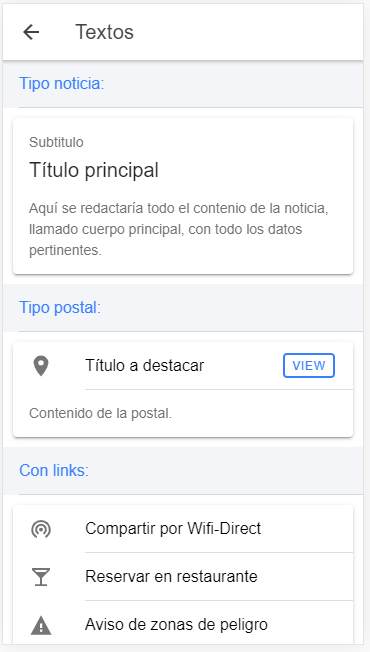 Textos
Tipo noticia:
Subtitulo
Título principal
Aquí se redactaría todo el contenio de la noticia,
llamado cuerpo principal, con todo los datos
pertinentes.
Tipo postal:
Título a destacar VIEW
Contenido de la postal.
Con links:
Compartir por Wifi-Direct
Reservar en restaurante
Aviso de zonas de peligro